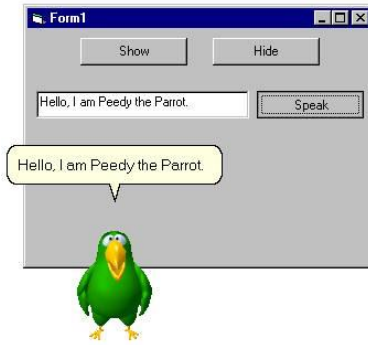 Form1
Show Hide
Hello, I am Peedy the Parrot. Speak
Hello, I am Peedy the Parrot.